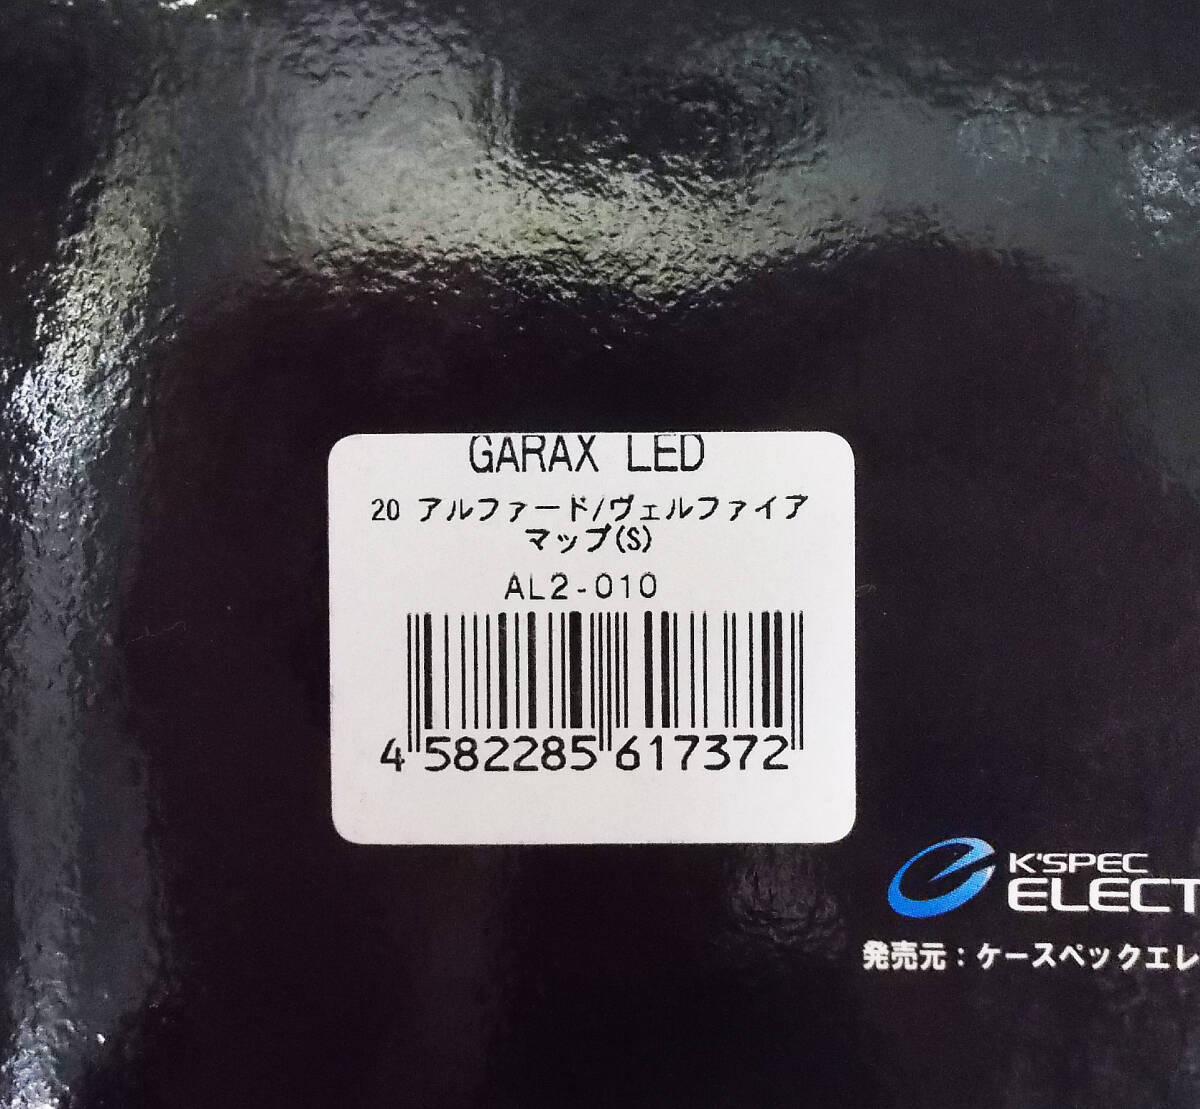 GARAX LED
20 アルファード/ヴェルファイア
マップ(S)
AL2-010
4 582285 617372
K'SPEC
ELECT
発売元：ケースペックエレ